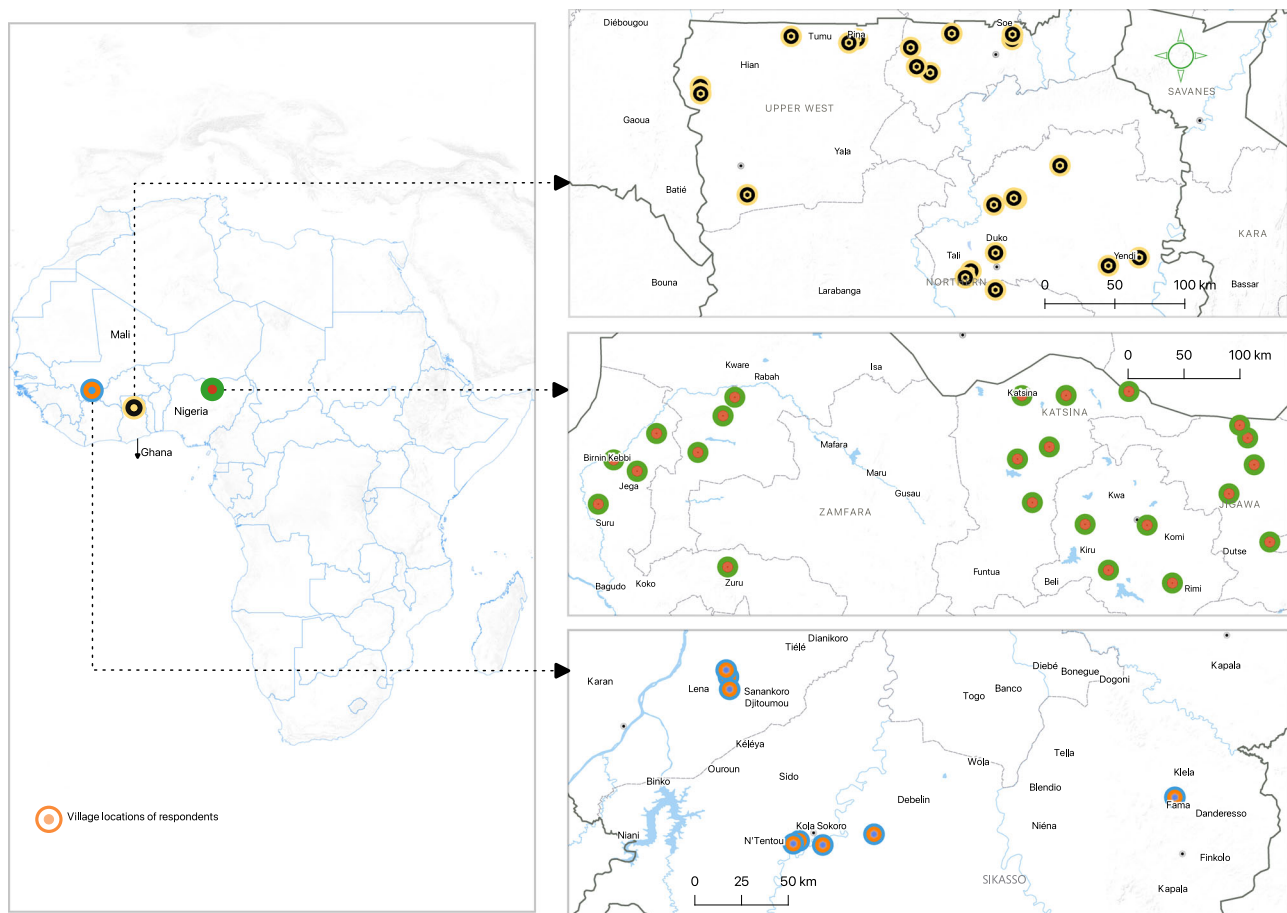 Mali
Nigeria
Ghana
Village locations of respondents
Diébougou
Tumu
Pina
Soe
Hian
SAVANES
UPPER WEST
Gaoua
Yala
Batié
Duko
KARA
Tali
Yendi
NORTHERN
Bouna
Larabanga
Bassar
0 50 100 km
Kware
Rabah
Isa
0 50 100 km
Katsina
KATSINA
Mafara
Birnin Kebbi
Maru
Jega
Gusau
Kwa
Suru
ZAMFARA
JIGAWA
Komi
Kiru
Dutse
Funtua
Bagudo
Koko
Zuru
Beli
Rimi
Dianikoro
Tiélé
Karan
Lena
Sanankoro
Djitoumou
Diebé
Bonegue
Dogoni
Kapala
Togo
Banco
Kéléya
Tella
Ouroun
Sido
Wola
Binko
Klela
Blendio
Debelin
Fama
Danderesso
Niani
N'Tentou
Kola Sokoro
Niéna
Finkolo
SIKASSO
Kapala
0 25 50 km